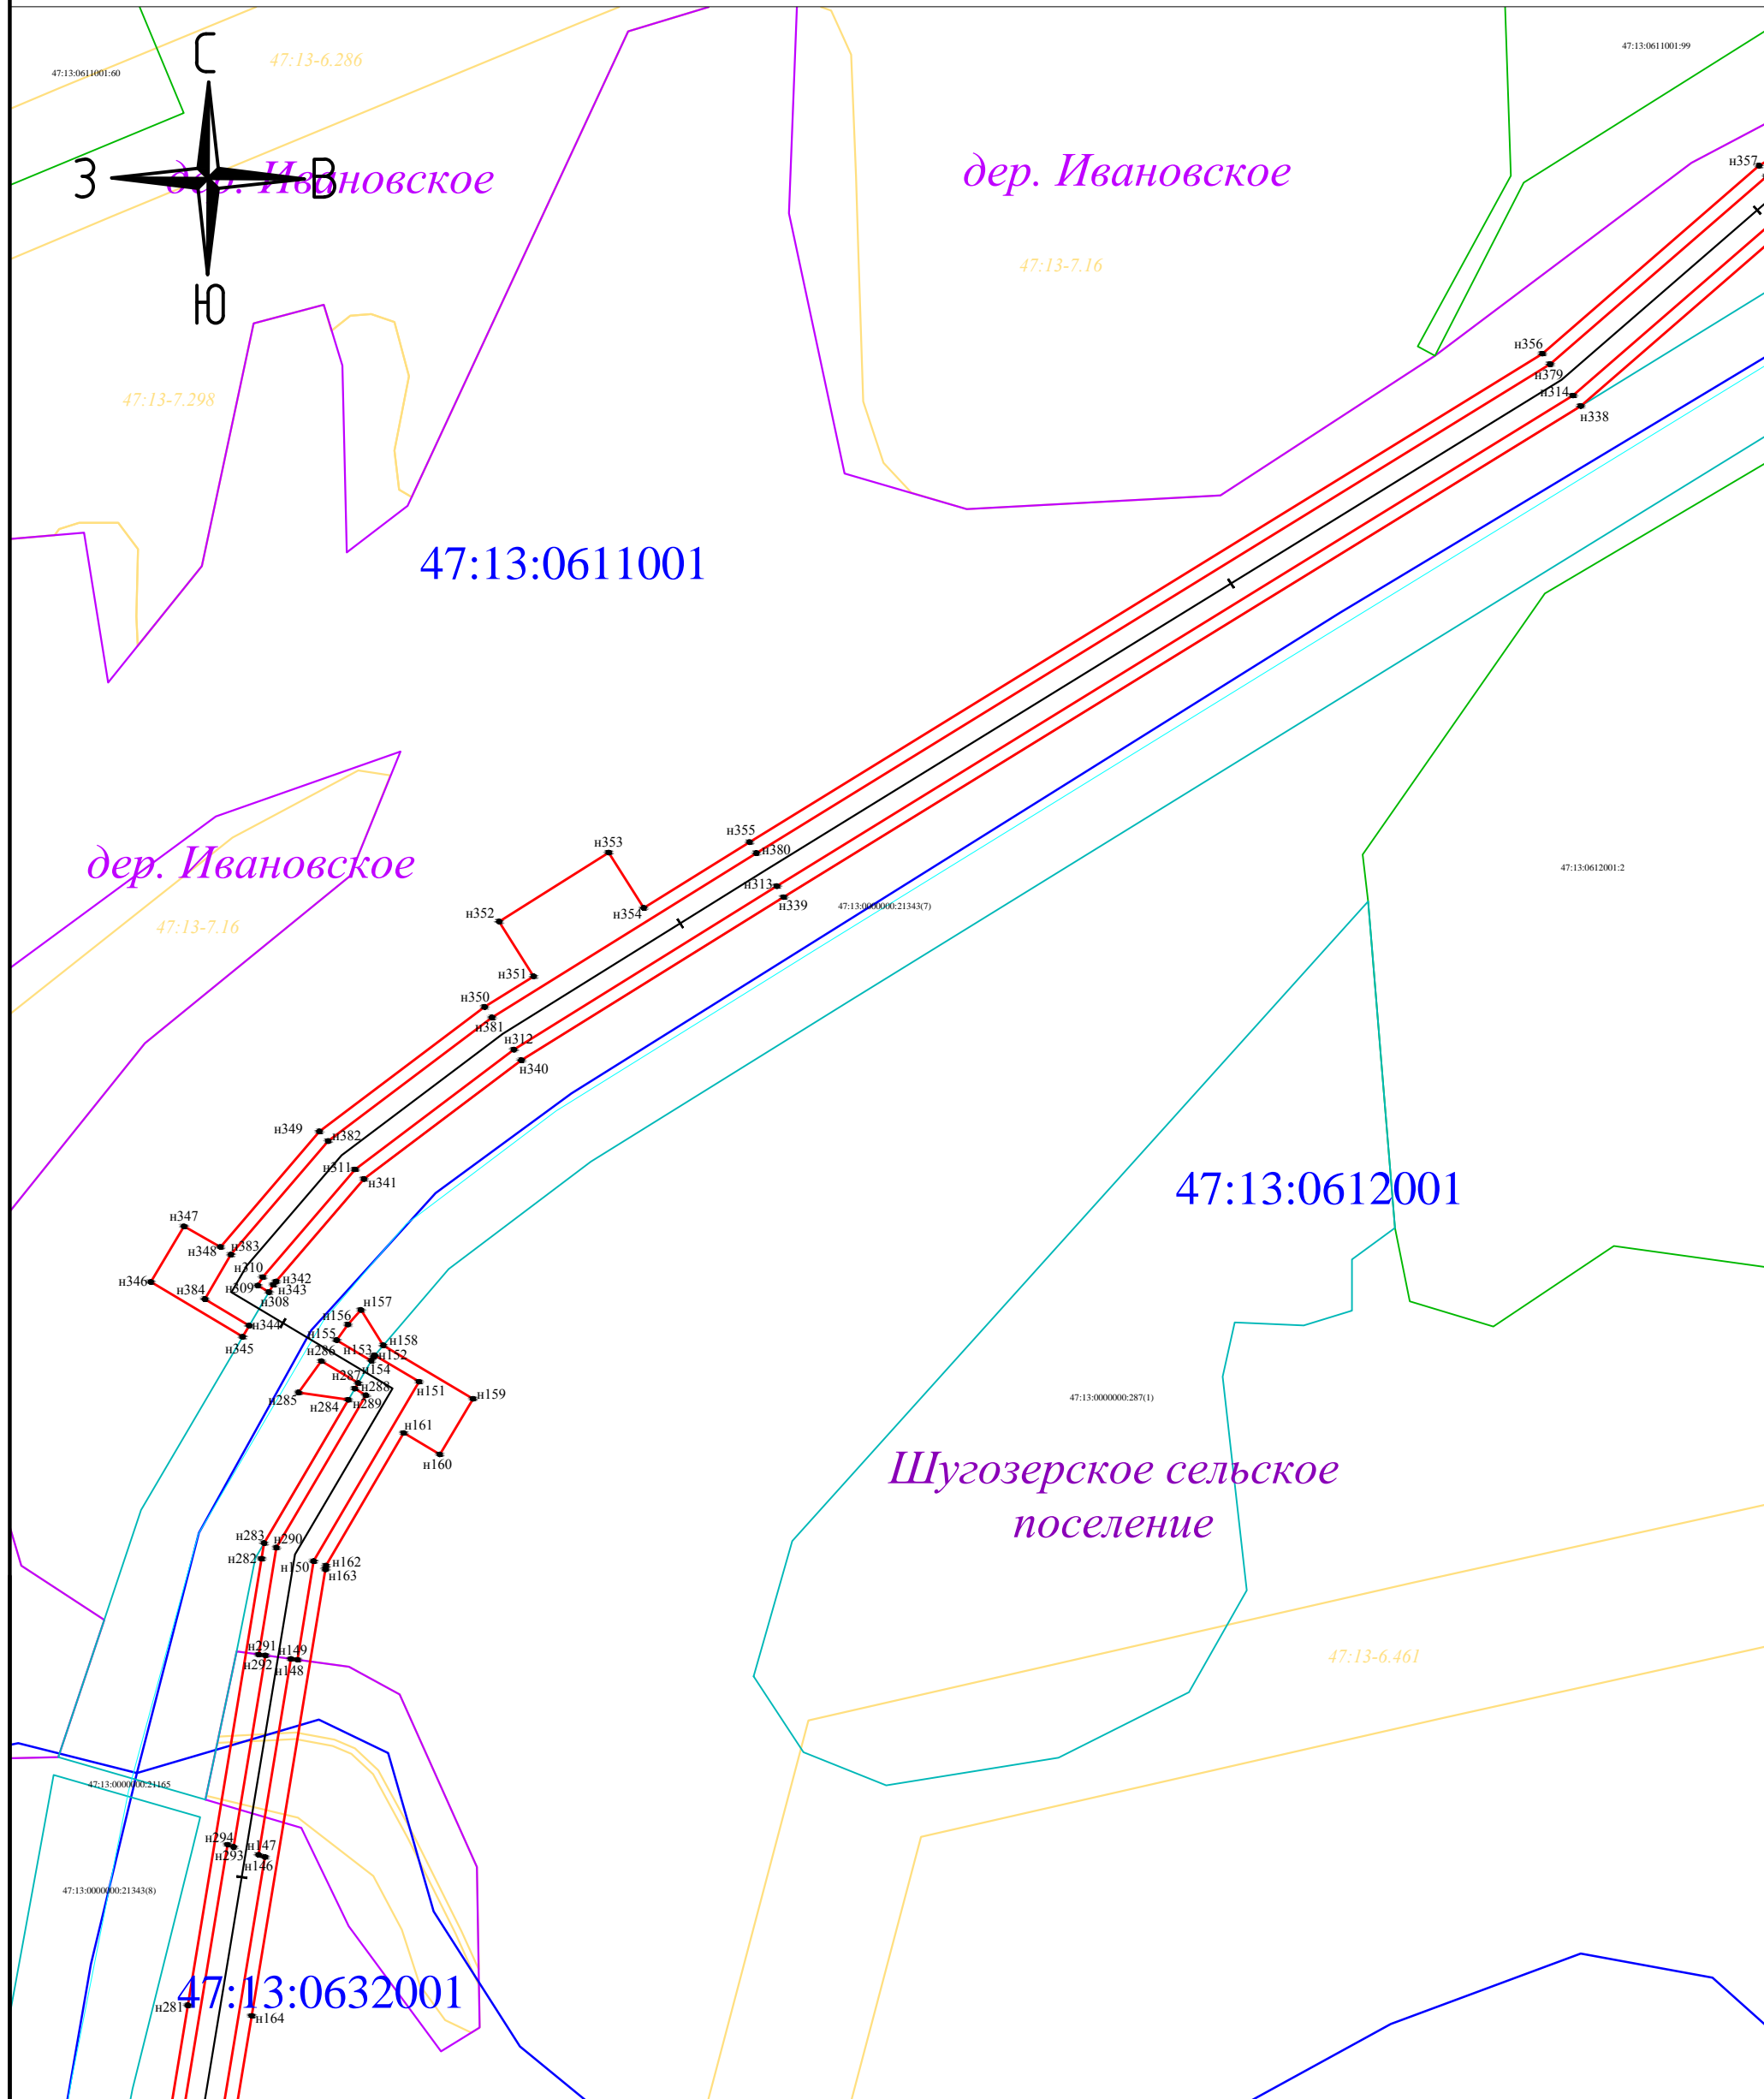 С
47:13-6.286
47:13:0611001:99
47:13:0611001:60
н357
З
дер. Ивановское
В
дер. Ивановское
47:13-7.16
Ю
н356
н379
47:13-7.298
н314
н338
47:13:0611001
н355
н353
н380
дер. Ивановское
47:13:0612001:2
н313
н339
47:13:0000000:21343(7)
н352
н354
47:13-7.16
н351
н350
н381
н312
н340
н349
н382
н311
н341
47:13:0612001
н347
н348
н383
н310
н346
н342
н309
н343
н384
н308
н157
н344
н156
н345
н155
н158
н153
н152
н286
н154
н287
н288
н151
н285
н159
н284
н289
47:13:0000000:287(1)
н161
н160
Шугозерское сельское
поселение
н283
н290
н282
н150
н162
н163
н291
н149
н292
н148
47:13-6.461
47:13:0000000:21165
н294
н147
н293
н146
47:13:0000000:21343(8)
47:13:0632001
н281
н164